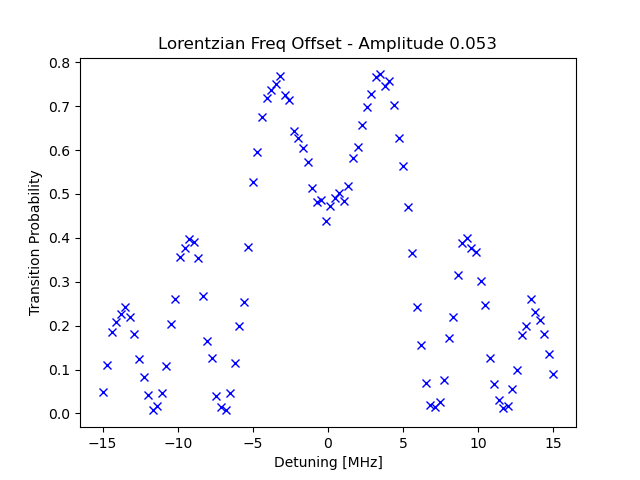 Lorentzian Freq Offset - Amplitude 0.053
Transition Probability
0.8
0.7
0.6
0.5
0.4
0.3
0.2
0.1
0.0
−15 −10 −5 0 5 10 15
Detuning [MHz]